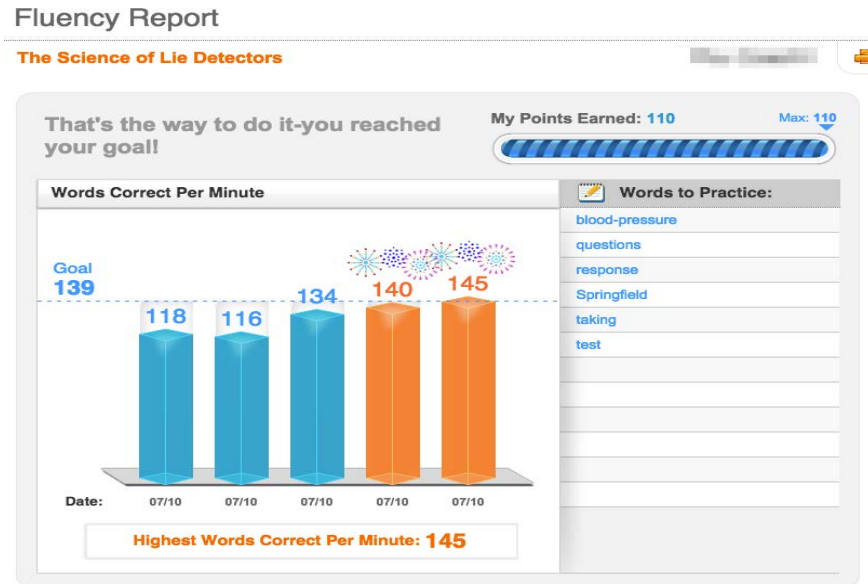 Fluency Report
The Science of Lie Detectors
That's the way to do it-you reached
your goal!
My Points Earned: 110
Max: 110
Words Correct Per Minute
Goal
139
118
116
134
140
145
Date:
07/10
07/10
07/10
07/10
07/10
Highest Words Correct Per Minute: 145
Words to Practice:
blood-pressure
questions
response
Springfield
taking
test